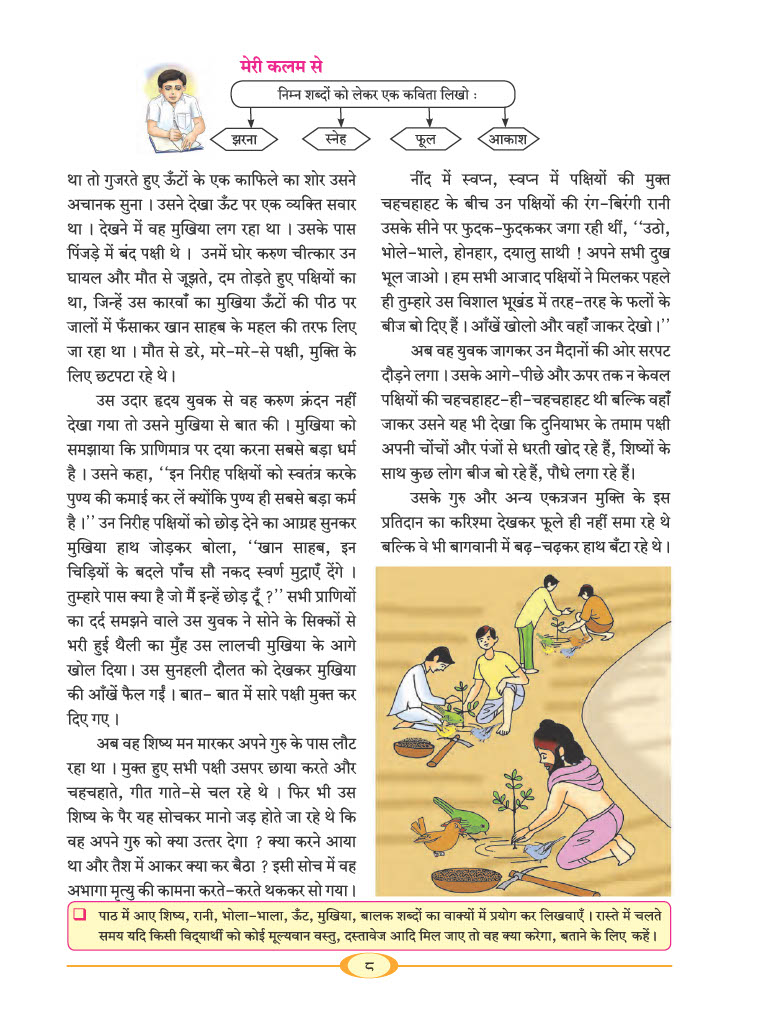 मेरी कलम से
निम्न शब्दों को लेकर एक कविता लिखो :
झरना
स्नेह
फूल
आकाश
था तो गुजरते हुए ऊँटों के एक काफिले का शोर उसने
अचानक सुना । उसने देखा ऊँट पर एक व्यक्ति सवार
था । देखने में वह मुखिया लग रहा था । उसके पास
पिंजड़े में बंद पक्षी थे । उनमें घोर करुण चीत्कार उन
घायल और मौत से जूझते, दम तोड़ते हुए पक्षियों का
था, जिन्हें उस कारवाँ का मुखिया ऊँटों की पीठ पर
जालों में फँसाकर खान साहब के महल की तरफ लिए
जा रहा था । मौत से डरे, मरे-मरे-से पक्षी, मुक्ति के
लिए छटपटा रहे थे ।
उस उदार हृदय युवक से वह करुण क्रंदन नहीं
देखा गया तो उसने मुखिया से बात की । मुखिया को
समझाया कि प्राणिमात्र पर दया करना सबसे बड़ा धर्म
है । उसने कहा, ‘‘इन निरीह पक्षियों को स्वतंत्र करके
पुण्य की कमाई कर लें क्योंकि पुण्य ही सबसे बड़ा कर्म
है ।’’ उन निरीह पक्षियों को छोड़ देने का आग्रह सुनकर
मुखिया हाथ जोड़कर बोला, ‘‘खान साहब, इन
चिड़ियों के बदले पाँच सौ नकद स्वर्ण मुद्राएँ देंगे ।
तुम्हारे पास क्या है जो मैं इन्हें छोड़ दूँ ?’’ सभी प्राणियों
का दर्द समझने वाले उस युवक ने सोने के सिक्कों से
भरी हुई थैली का मुँह उस लालची मुखिया के आगे
खोल दिया । उस सुनहली दौलत को देखकर मुखिया
की आँखें फैल गईं । बात- बात में सारे पक्षी मुक्त कर
दिए गए ।
अब वह शिष्य मन मारकर अपने गुरु के पास लौट
रहा था । मुक्त हुए सभी पक्षी उसपर छाया करते और
चहचहाते, गीत गाते-से चल रहे थे । फिर भी उस
शिष्य के पैर यह सोचकर मानो जड़ होते जा रहे थे कि
वह अपने गुरु को क्या उत्तर देगा ? क्या करने आया
था और तैश में आकर क्या कर बैठा ? इसी सोच में वह
अभागा मृत्यु की कामना करते-करते थककर सो गया ।
नींद में स्वप्न, स्वप्न में पक्षियों की मुक्त
चहचहाहट के बीच उन पक्षियों की रंग-बिरंगी रानी
उसके सीने पर फुदक-फुदककर जगा रही थीं, ‘‘उठो,
भोले-भाले, होनहार, दयालु साथी ! अपने सभी दुख
भूल जाओ । हम सभी आजाद पक्षियों ने मिलकर पहले
ही तुम्हारे उस विशाल भूखंड में तरह-तरह के फलों के
बीज बो दिए हैं । आँखें खोलो और वहाँ जाकर देखो ।’’
अब वह युवक जागकर उन मैदानों की ओर सरपट
दौड़ने लगा । उसके आगे-पीछे और ऊपर तक न केवल
पक्षियों की चहचहाहट-ही-चहचहाहट थी बल्कि वहाँ
जाकर उसने यह भी देखा कि दुनियाभर के तमाम पक्षी
अपनी चोंचों और पंजों से धरती खोद रहे हैं, शिष्यों के
साथ कुछ लोग बीज बो रहे हैं, पौधे लगा रहे हैं।
उसके गुरु और अन्य एकत्रजन मुक्ति के इस
प्रतिदान का करिश्मा देखकर फूले ही नहीं समा रहे थे
बल्कि वे भी बागवानी में बढ़-चढ़कर हाथ बँटा रहे थे ।
❑ पाठ में आए शिष्य, रानी, भोला-भाला, ऊँट, मुखिया, बालक शब्दों का वाक्यों में प्रयोग कर लिखवाएँ । रास्ते में चलते
समय यदि किसी विद्यार्थी को कोई मूल्यवान वस्तु, दस्तावेज आदि मिल जाए तो वह क्या करेगा, बताने के लिए कहें ।
८